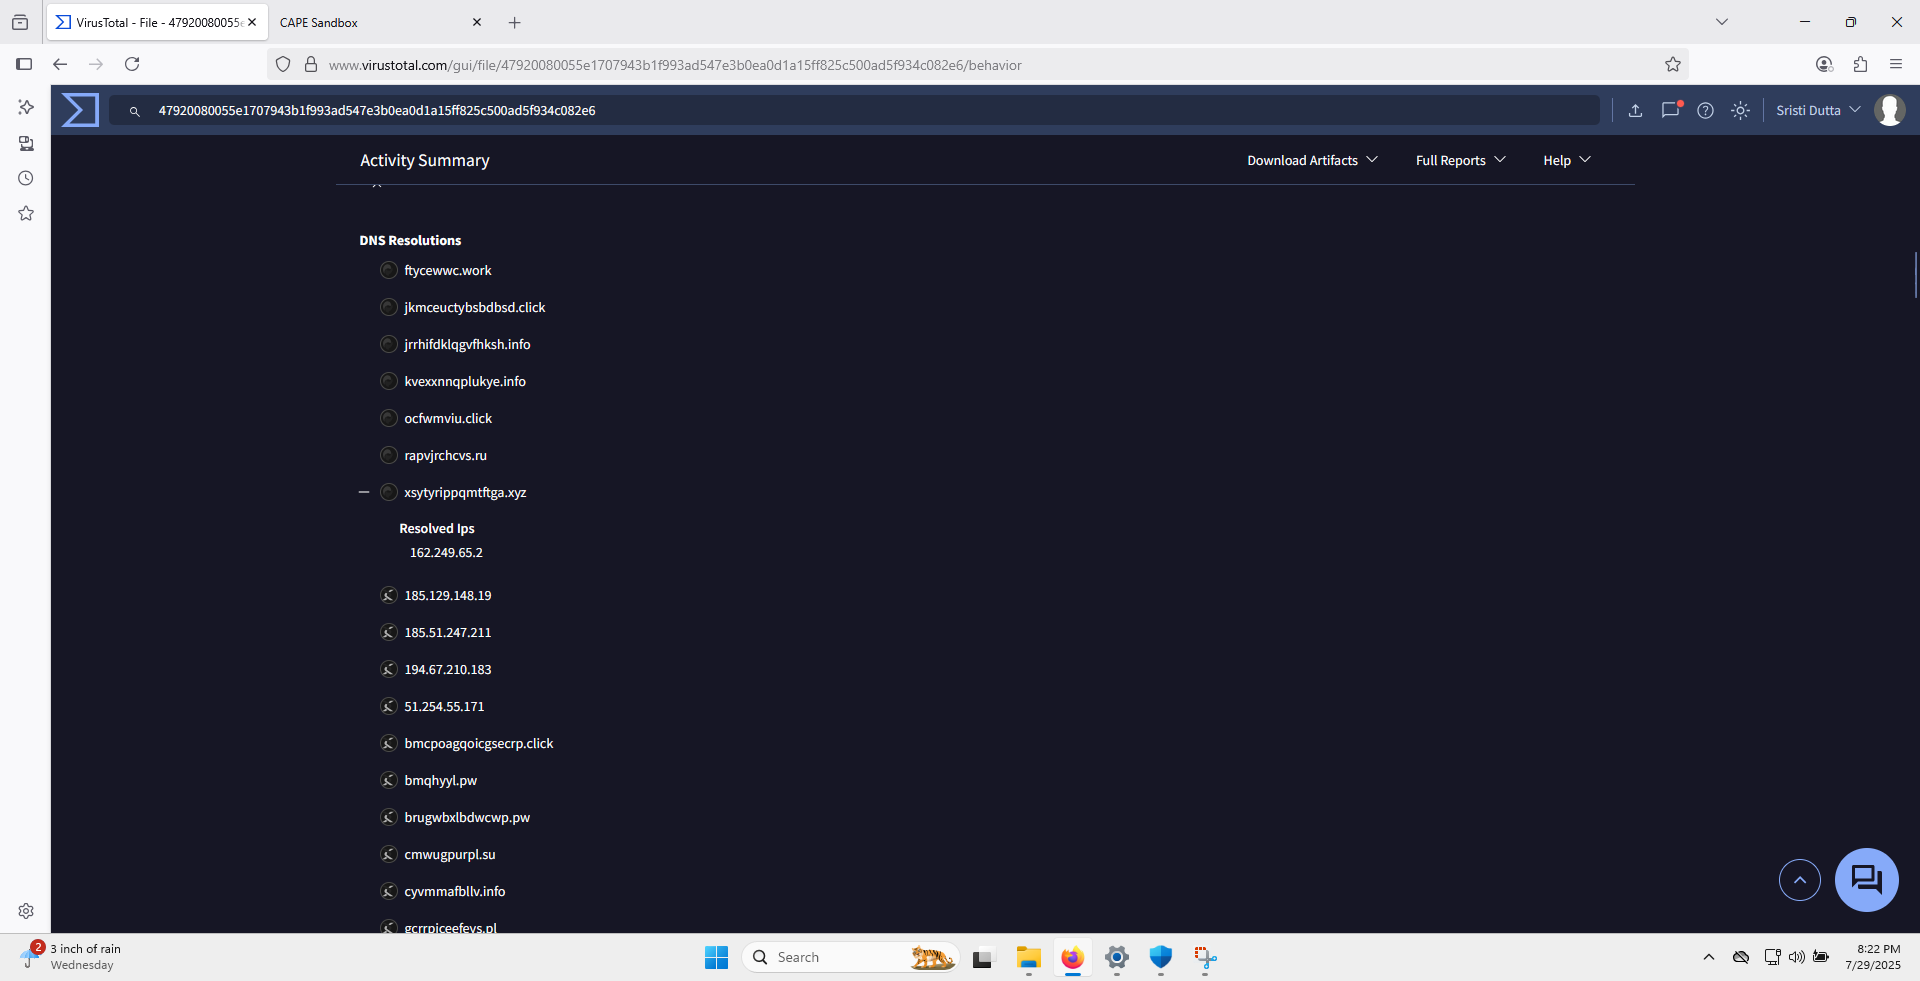 VirusTotal - File - 47920080055e
CAPE Sandbox
www.virustotal.com/gui/file/47920080055e1707943b1f993ad547e3b0ea0d1a15ff825c500ad5f934c082e6/behavior
47920080055e1707943b1f993ad547e3b0ea0d1a15ff825c500ad5f934c082e6
Sristi Dutta
Activity Summary
Download Artifacts
Full Reports
Help
DNS Resolutions
ftycewwc.work
jkmceuctybsbdbsd.click
jrrhifdklqgvfhksh.info
kvexxnnqplukye.info
ocfwmviu.click
rapvjrchcvs.ru
xsytyrippqmtftga.xyz
Resolved Ips
162.249.65.2
185.129.148.19
185.51.247.211
194.67.210.183
51.254.55.171
bmcpoagqoicgsecrp.click
bmqhyyl.pw
brugwbxlbdwcwp.pw
cmwugpurpl.su
cyvmmafbllv.info
gcrrpiceefevs.pl
2
3 inch of rain
Wednesday
Search
8:22 PM
7/29/2025